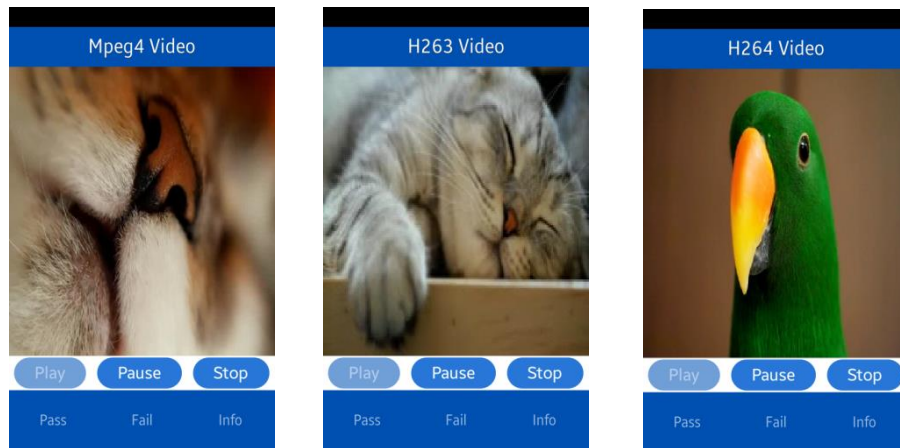 Mpeg4 Video
Play Pause Stop
Pass Fail Info
H263 Video
Play Pause Stop
Pass Fail Info
H264 Video
Play Pause Stop
Pass Fail Info